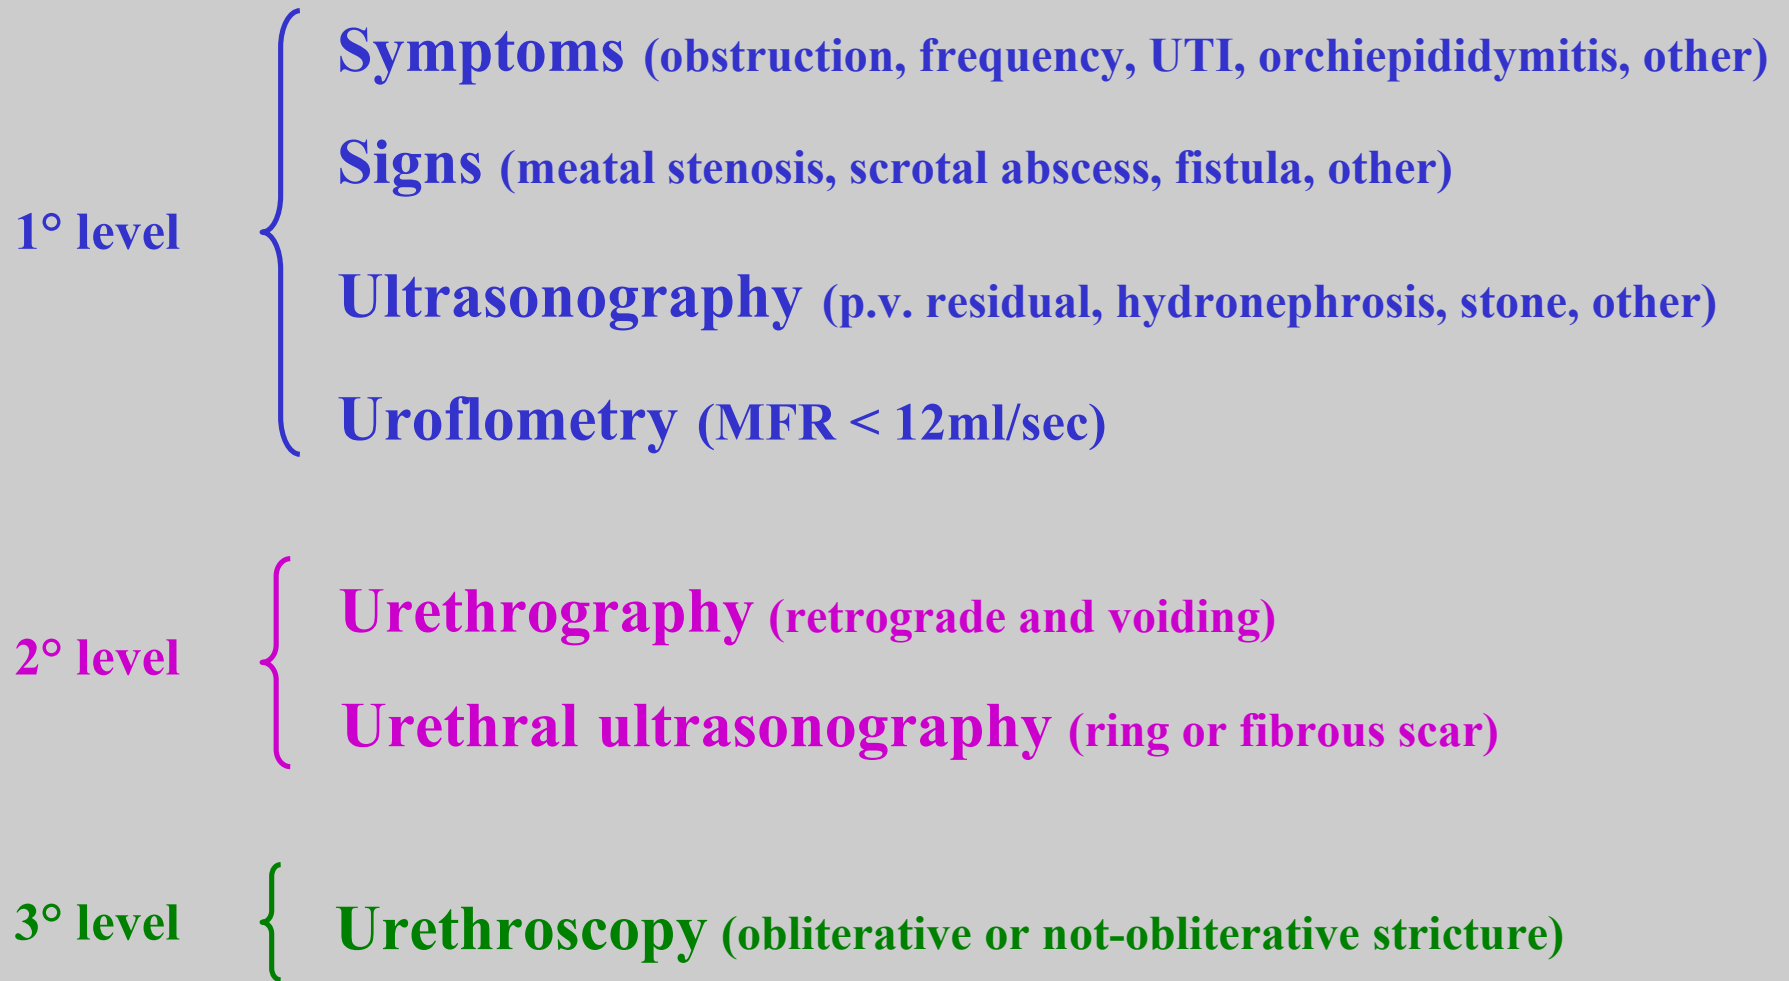 Symptoms (obstruction, frequency, UTI, orchiepididymitis, other)
Signs (meatal stenosis, scrotal abscess, fistula, other)
1° level
Ultrasonography (p.v. residual, hydronephrosis, stone, other)
Uroflometry (MFR < 12ml/sec)
Urethrography (retrograde and voiding)
2° level
Urethral ultrasonography (ring or fibrous scar)
3° level
Urethroscopy (obliterative or not-obliterative stricture)